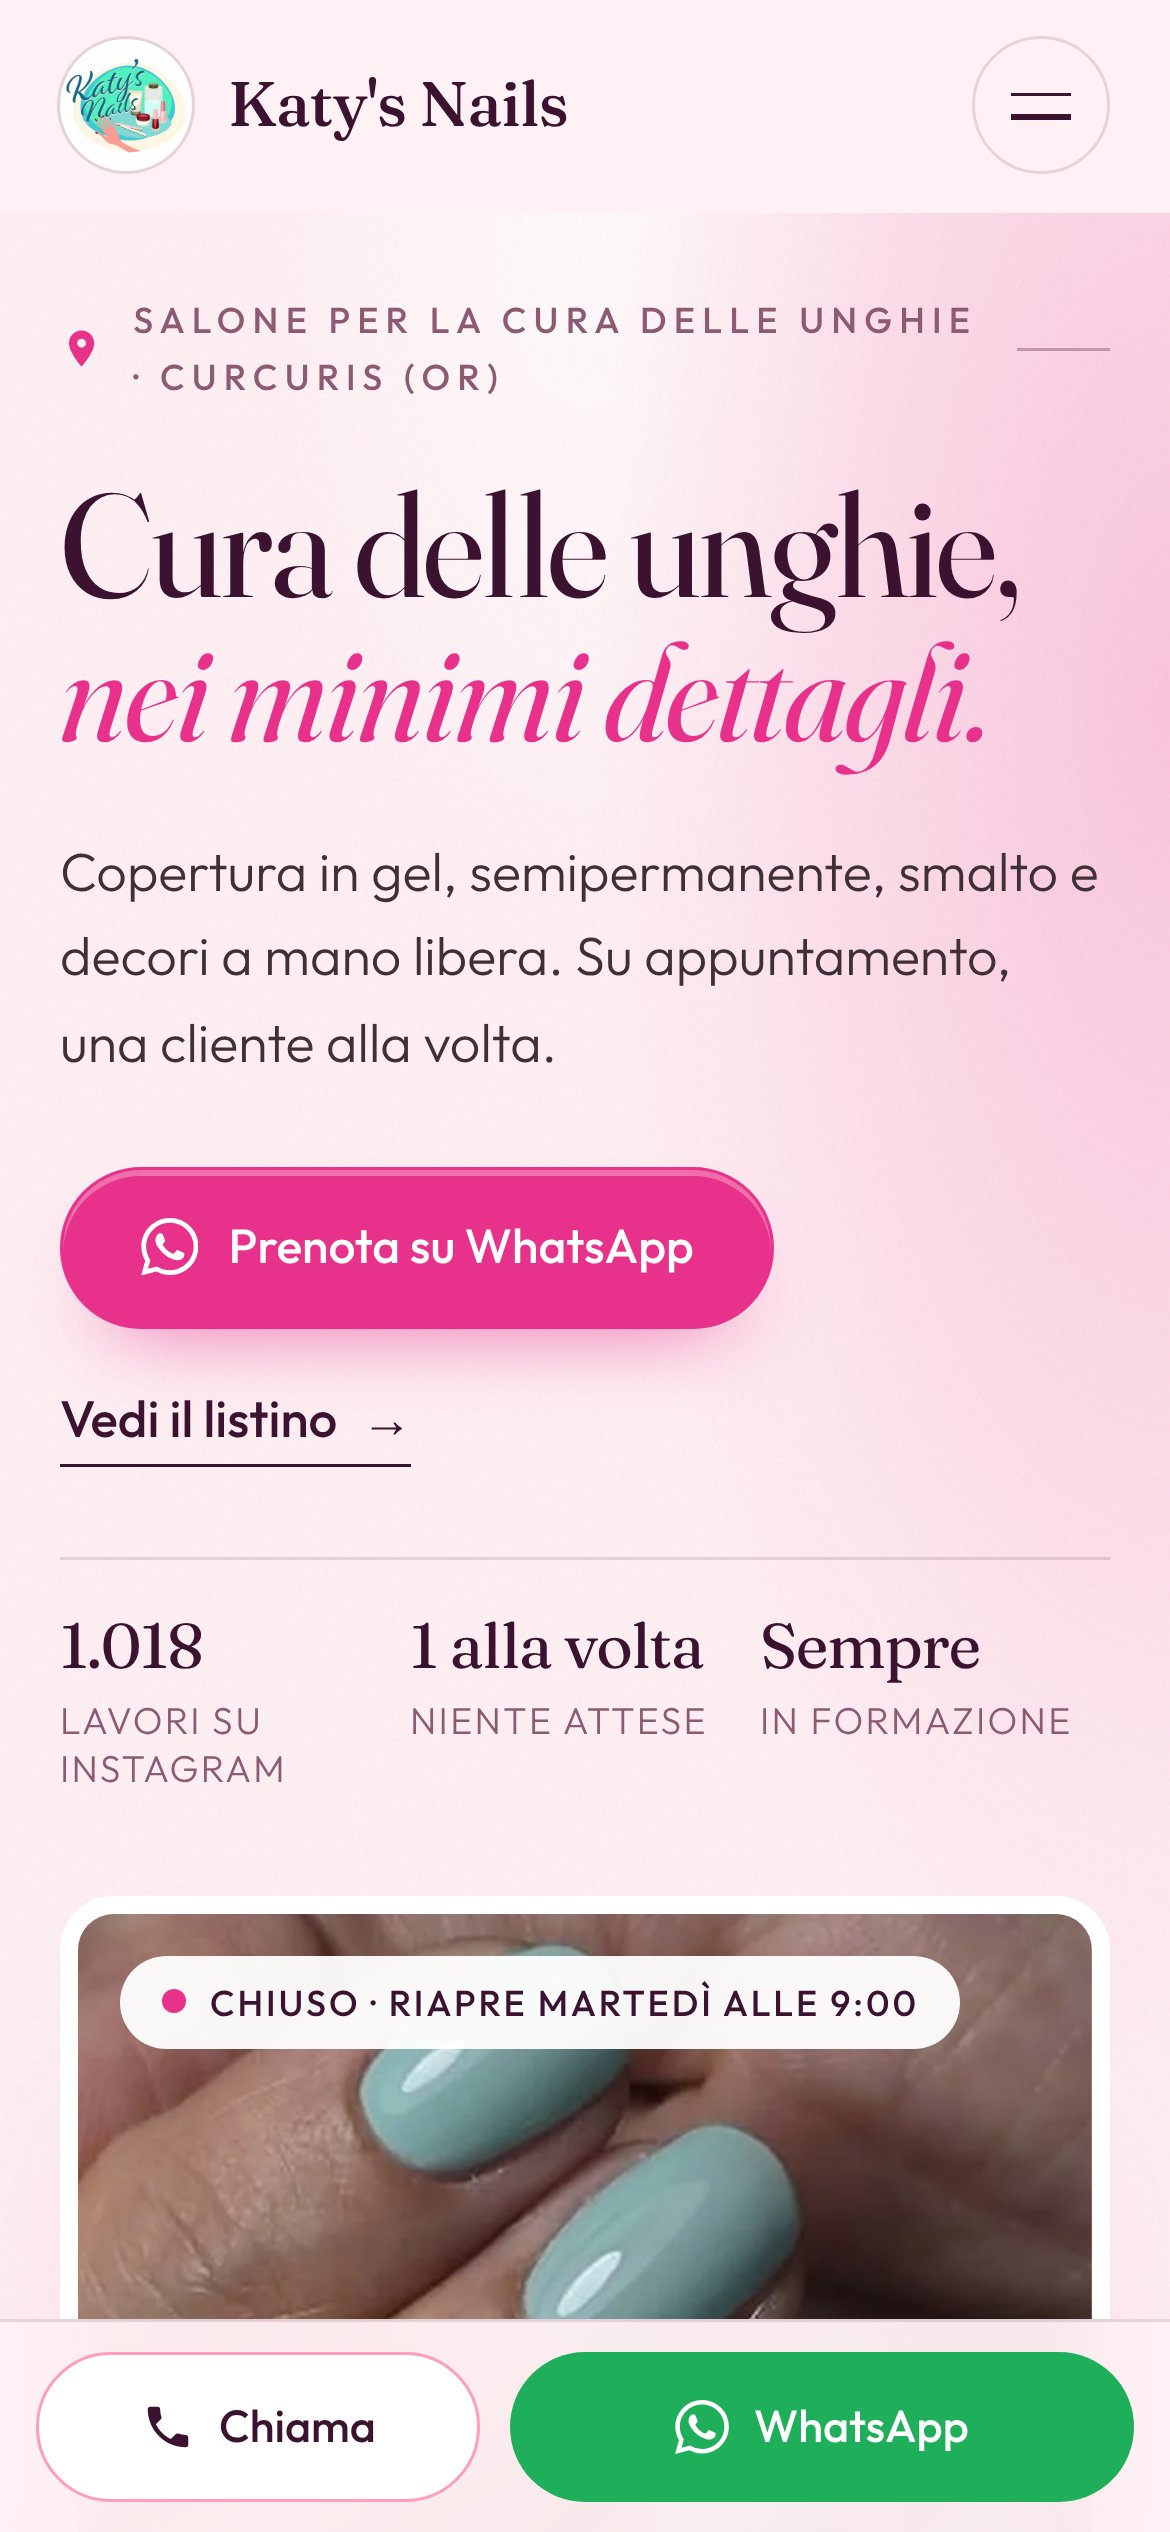 Katy's Nails
Katy's Nails
SALONE PER LA CURA DELLE UNGHIE
· CURCURIS (OR)
Cura delle unghie,
nei minimi dettagli.
Copertura in gel, semipermanente, smalto e
decori a mano libera. Su appuntamento,
una cliente alla volta.
Prenota su WhatsApp
Vedi il listino →
1.018
LAVORI SU
INSTAGRAM
1 alla volta
NIENTE ATTESE
Sempre
IN FORMAZIONE
CHIUSO · RIAPRE MARTEDÌ ALLE 9:00
Chiama
WhatsApp